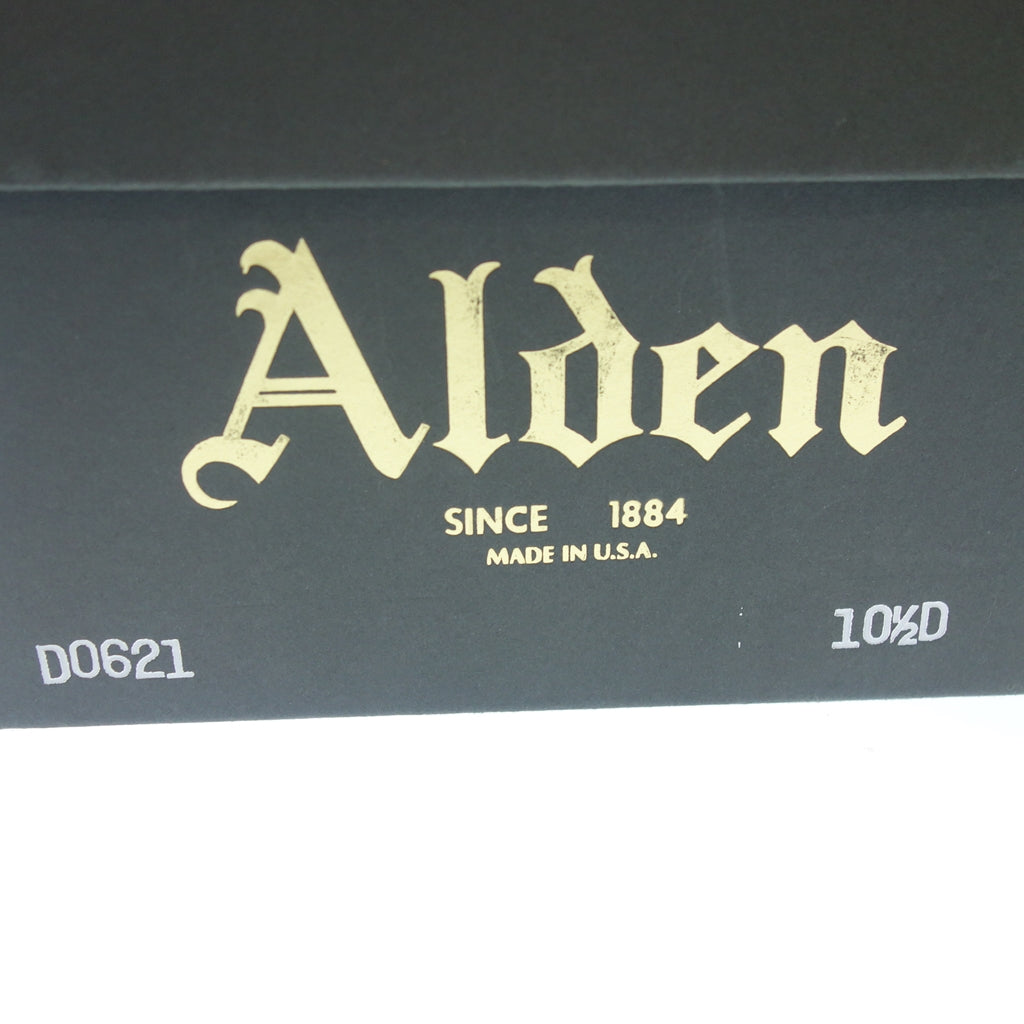 Alden
SINCE 1884
MADE IN U.S.A.
D0621 10½D